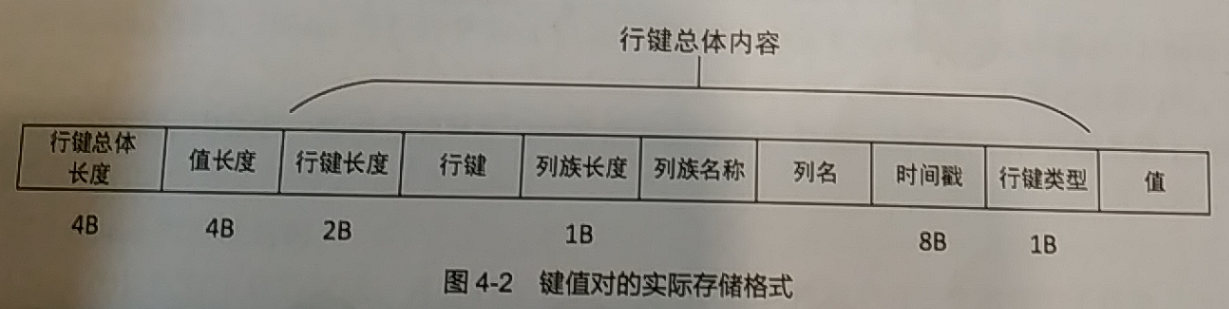 行键总体内容
行键总体
长度
值长度
行键长度
行键
列族长度
列族名称
列名
时间戳
行键类型
值
4B
4B
2B
1B
8B
1B
图 4-2 键值对的实际存储格式